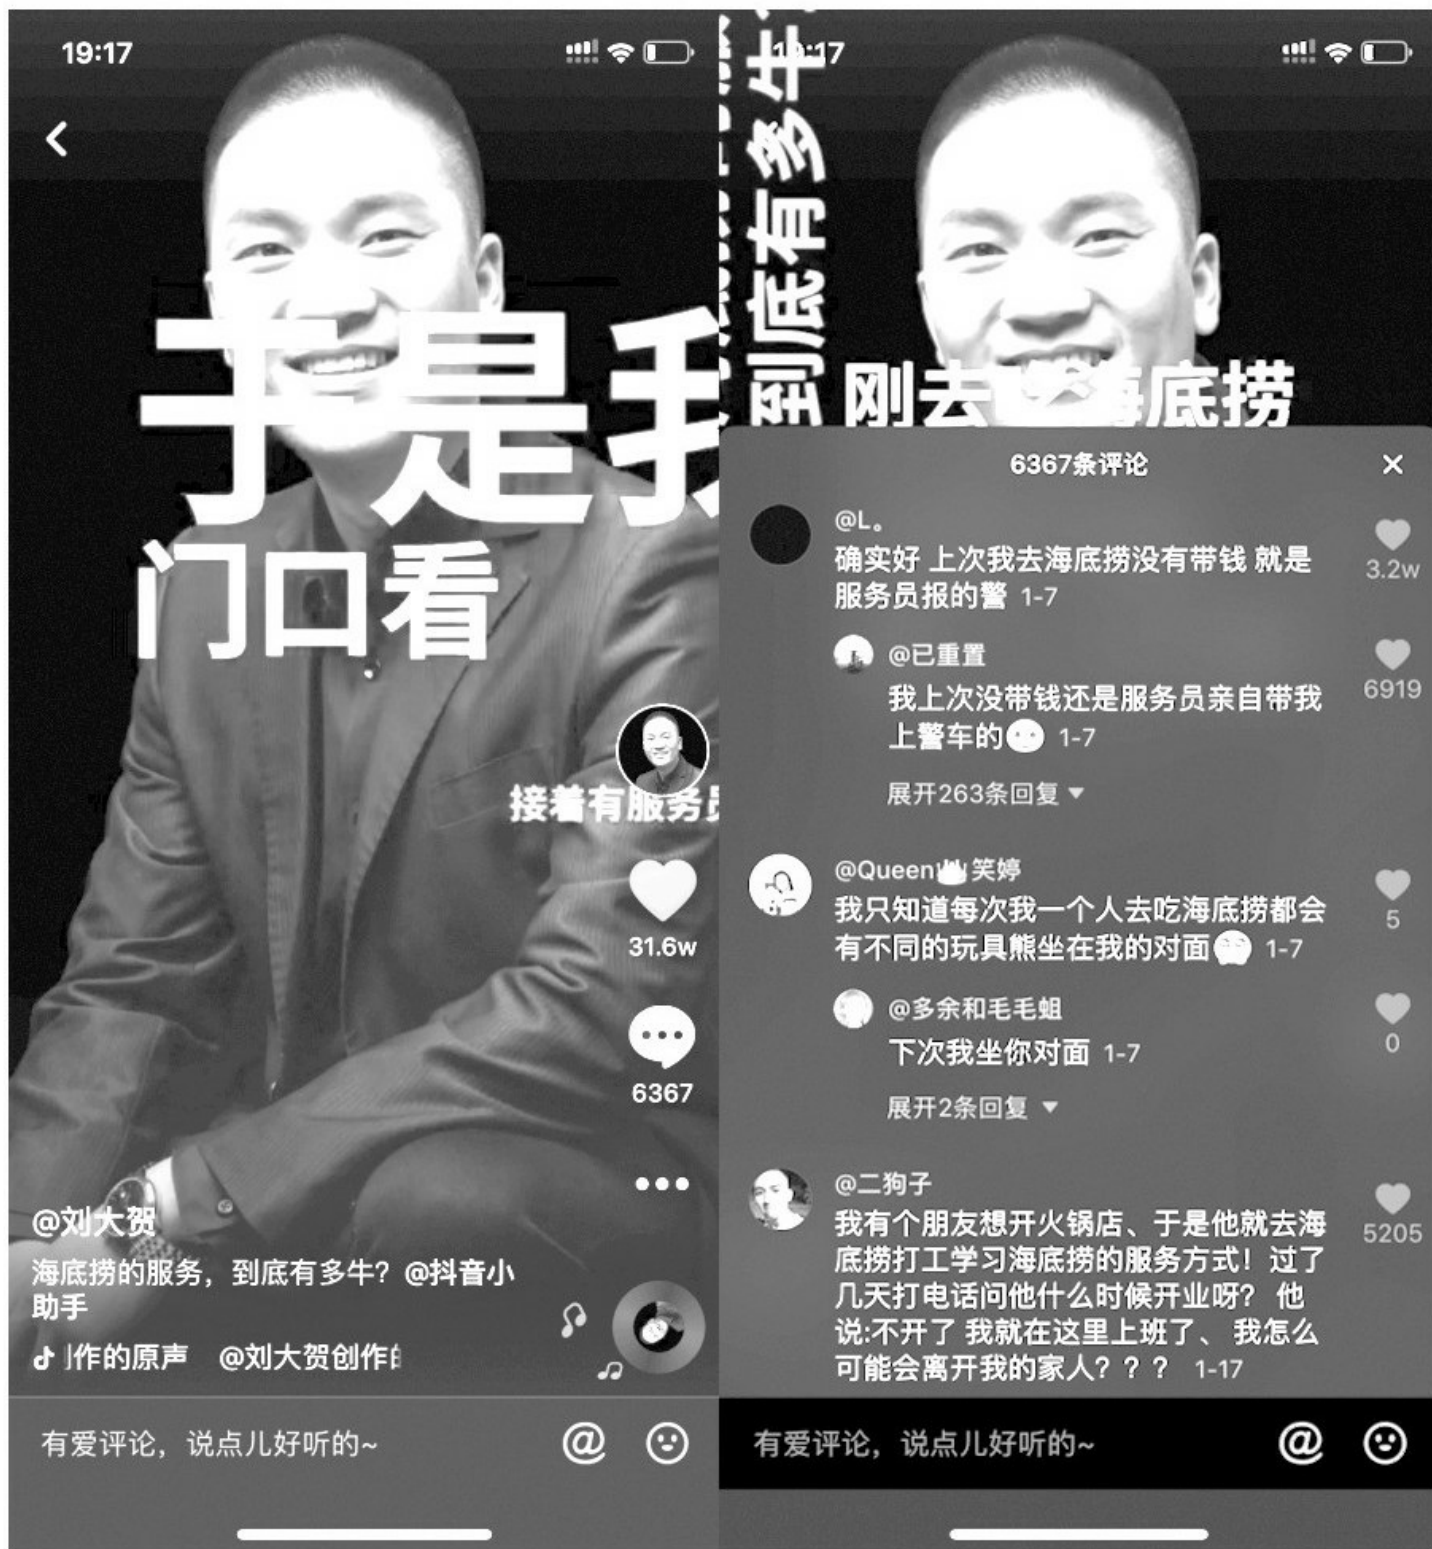 19:17
于是我
门口看
接着有服务员
31.6w
6367
@刘大贺
海底捞的服务，到底有多牛？@抖音小
助手
作的原声 @刘大贺创作的
有爱评论，说点儿好听的~
19:17
到底有多牛
刚去吃海底捞
6367条评论
@L。
确实好 上次我去海底捞没有带钱 就是
服务员报的警 1-7
3.2w
@已重置
我上次没带钱还是服务员亲自带我
上警车的 1-7
6919
展开263条回复
@Queen 笑婷
我只知道每次我一个人去吃海底捞都会
有不同的玩具熊坐在我的对面 1-7
5
@多余和毛毛蛆
下次我坐你对面 1-7
0
展开2条回复
@二狗子
我有个朋友想开火锅店、于是他就去海
底捞打工学习海底捞的服务方式！过了
几天打电话问他什么时候开业呀？ 他
说:不开了 我就在这里上班了、 我怎么
可能会离开我的家人？？？ 1-17
5205
有爱评论，说点儿好听的~